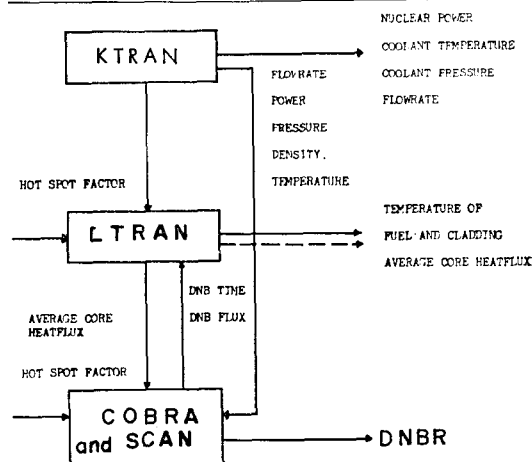 NUCLEAR POWER
COOLANT TEMPERATURE
COOLANT PRESSURE
FLOWRATE
KTRAN
FLOWRATE
POWER
PRESSURE
DENSITY,
TEMPERATURE
HOT SPOT FACTOR
LTRAN
TEMPERATURE OF
FUEL AND CLADDING
AVERAGE CORE HEATFLUX
DNB TIME
DNB FLUX
AVERAGE CORE
HEATFLUX
HOT SPOT FACTOR
COBRA
and SCAN
DNBR